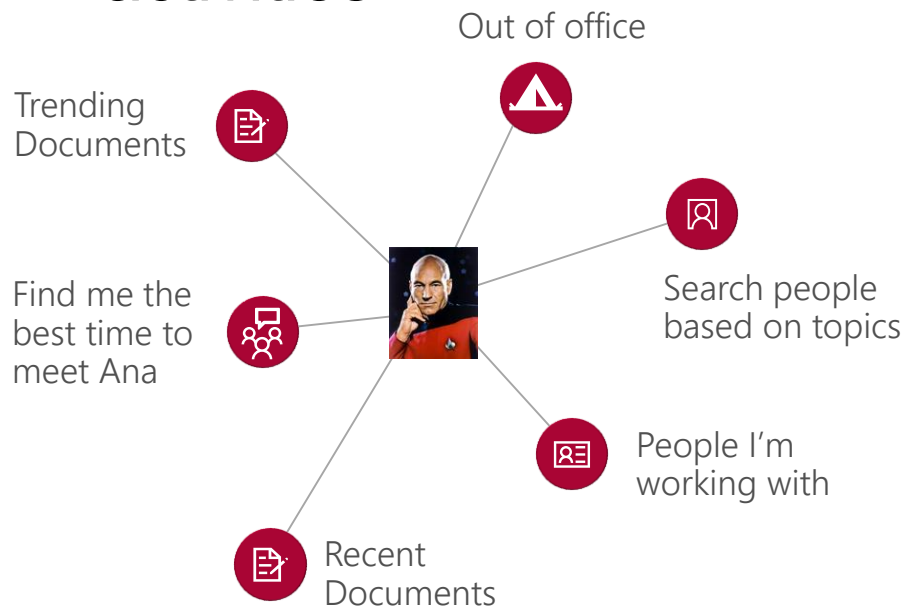 Out of office
Trending
Documents
Search people
based on topics
Find me the
best time to
meet Ana
People I’m
working with
Recent
Documents